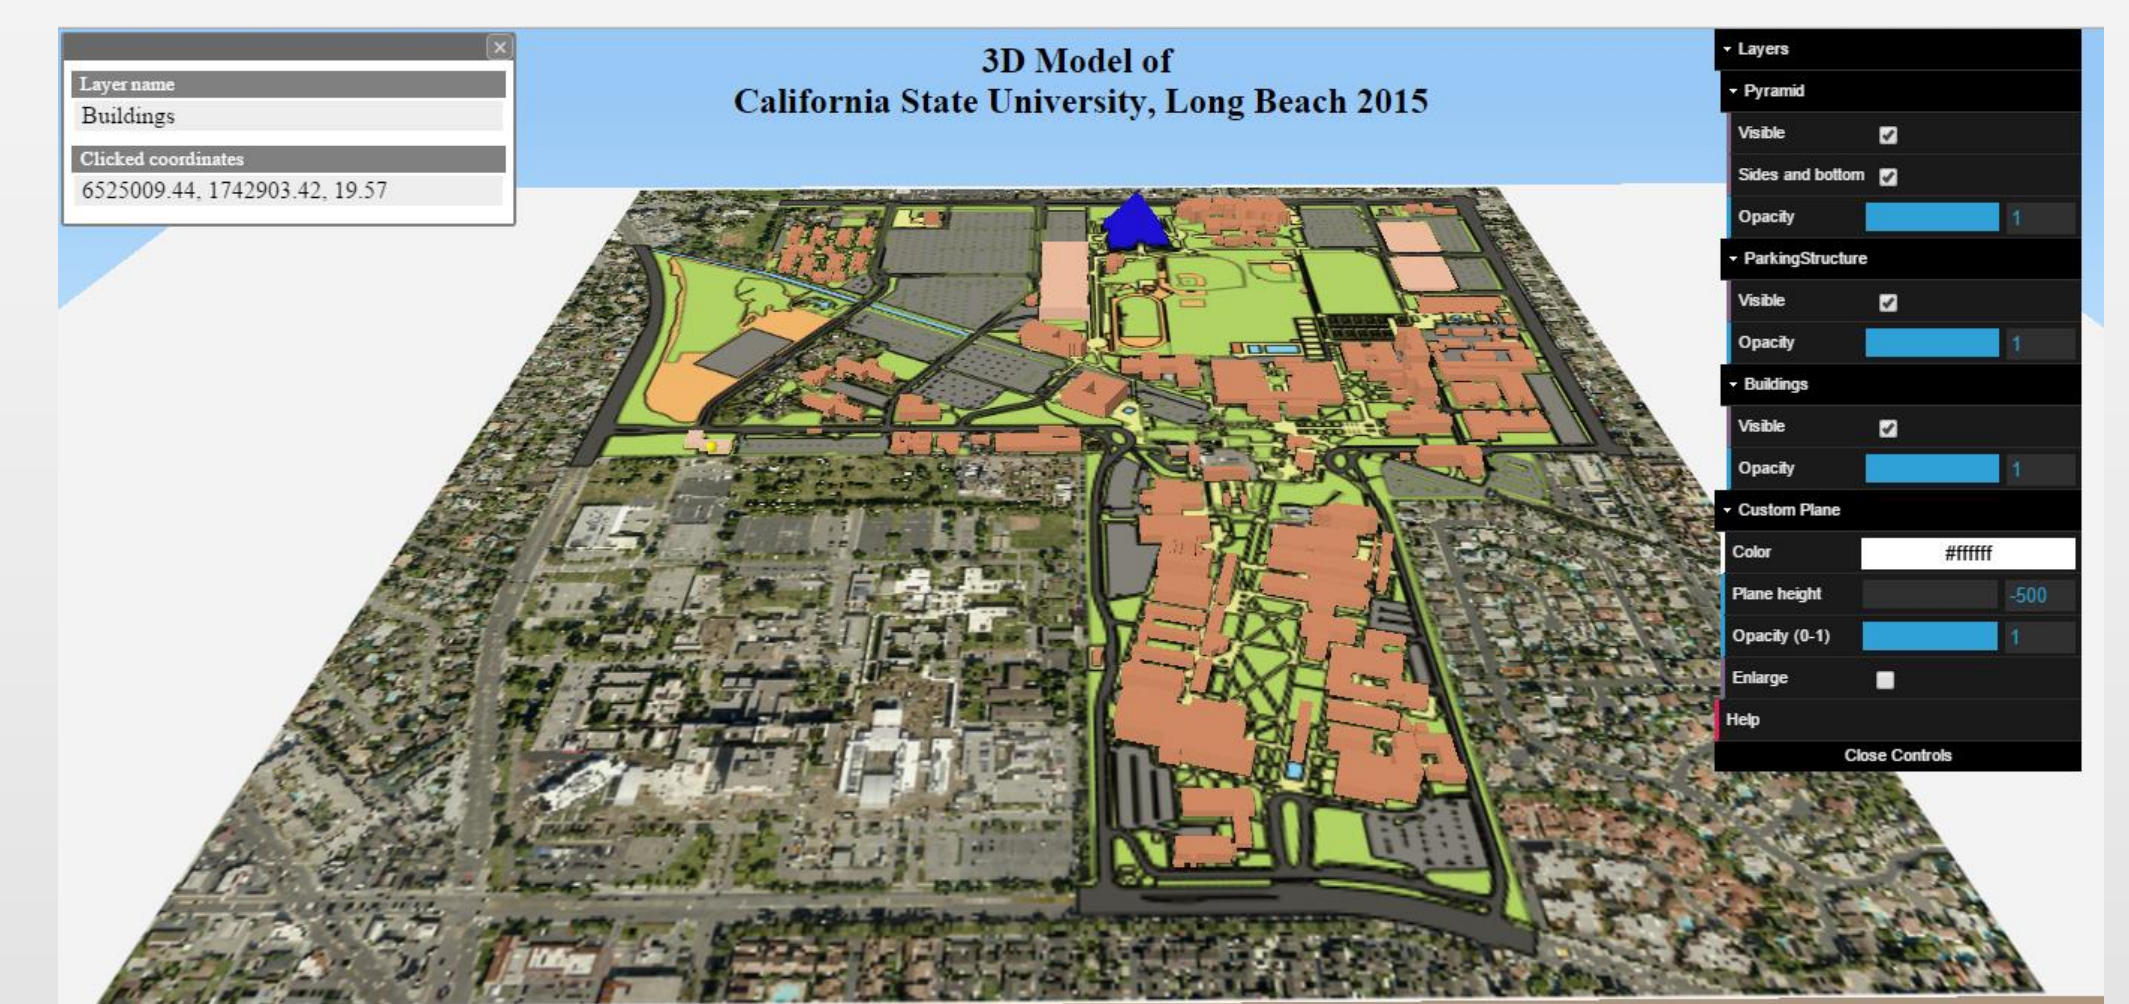 3D Model of
California State University, Long Beach 2015
Layer name
Buildings
Clicked coordinates
6525009.44, 1742903.42, 19.57
Layers
Pyramid
Visible
Sides and bottom
Opacity 1
ParkingStructure
Visible
Opacity 1
Buildings
Visible
Opacity 1
Custom Plane
Color #ffffff
Plane height -500
Opacity (0-1) 1
Enlarge
Help
Close Controls